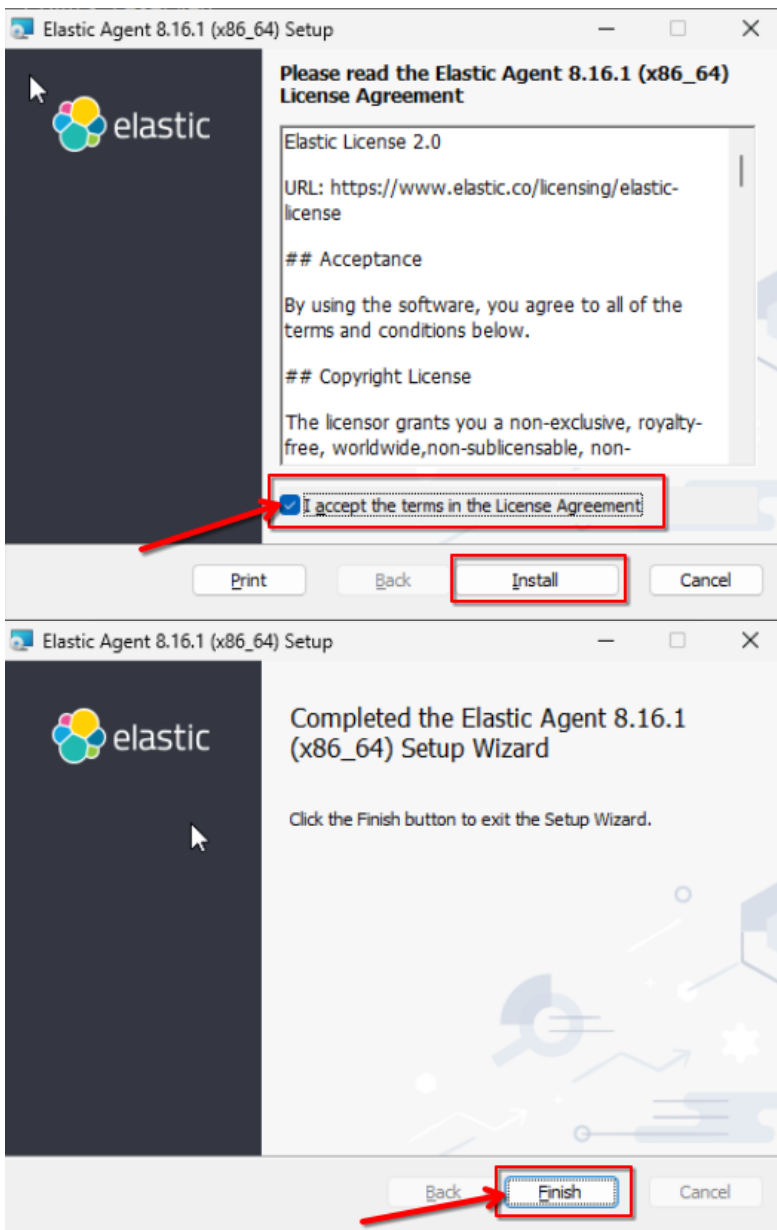 Elastic Agent 8.16.1 (x86_64) Setup
elastic
Please read the Elastic Agent 8.16.1 (x86_64)
License Agreement
Elastic License 2.0
URL: https://www.elastic.co/licensing/elastic-
license
## Acceptance
By using the software, you agree to all of the
terms and conditions below.
## Copyright License
The licensor grants you a non-exclusive, royalty-
free, worldwide,non-sublicensable, non-
I accept the terms in the License Agreement
Print Back Install Cancel
Elastic Agent 8.16.1 (x86_64) Setup
elastic
Completed the Elastic Agent 8.16.1
(x86_64) Setup Wizard
Click the Finish button to exit the Setup Wizard.
Back Finish Cancel